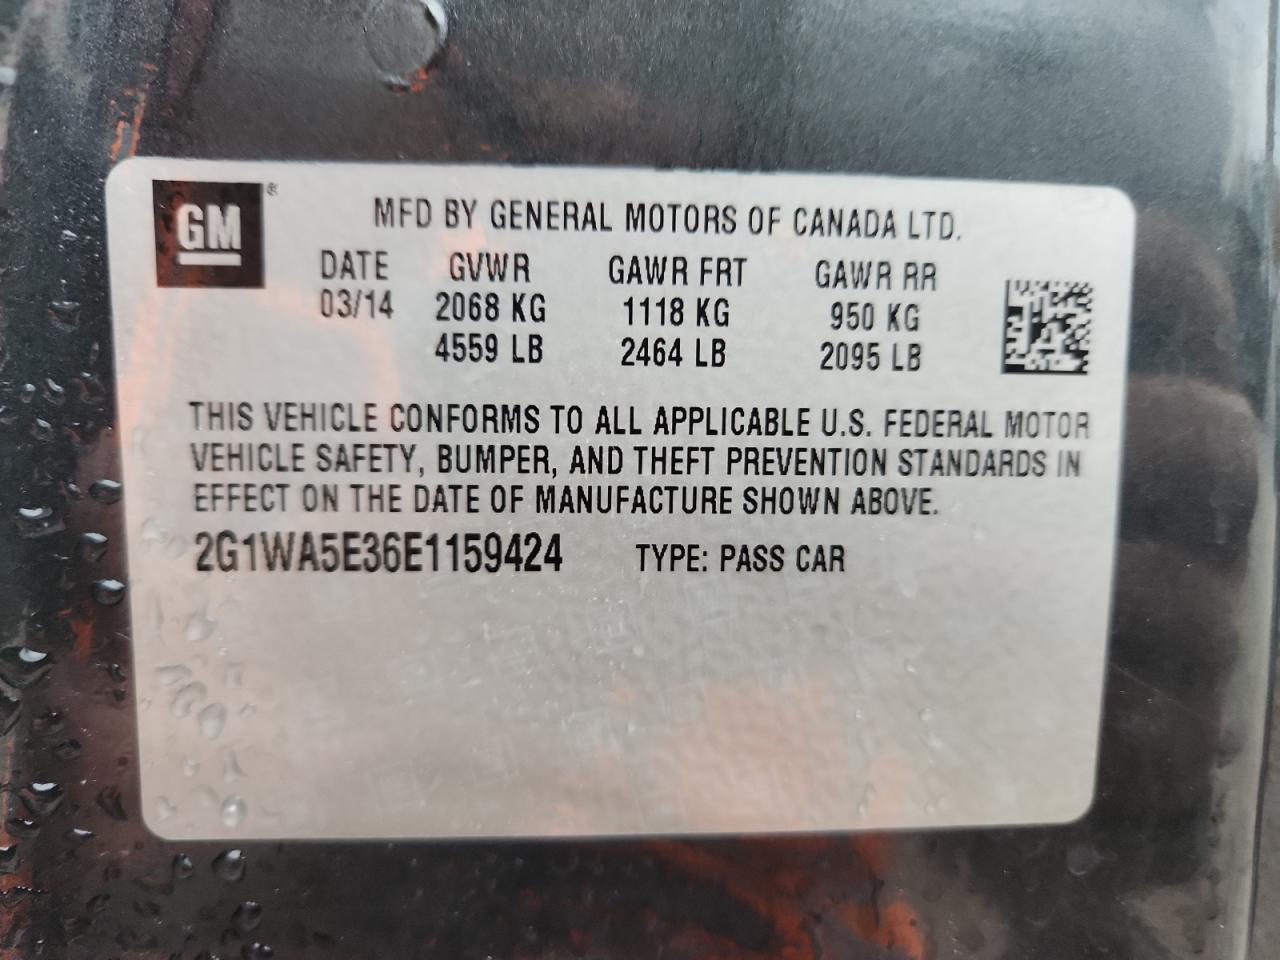 GM®
MFD BY GENERAL MOTORS OF CANADA LTD.
DATE GVWR GAWR FRT GAWR RR
03/14 2068 KG 1118 KG 950 KG
4559 LB 2464 LB 2095 LB
THIS VEHICLE CONFORMS TO ALL APPLICABLE U.S. FEDERAL MOTOR
VEHICLE SAFETY, BUMPER, AND THEFT PREVENTION STANDARDS IN
EFFECT ON THE DATE OF MANUFACTURE SHOWN ABOVE.
2G1WA5E36E1159424 TYPE: PASS CAR